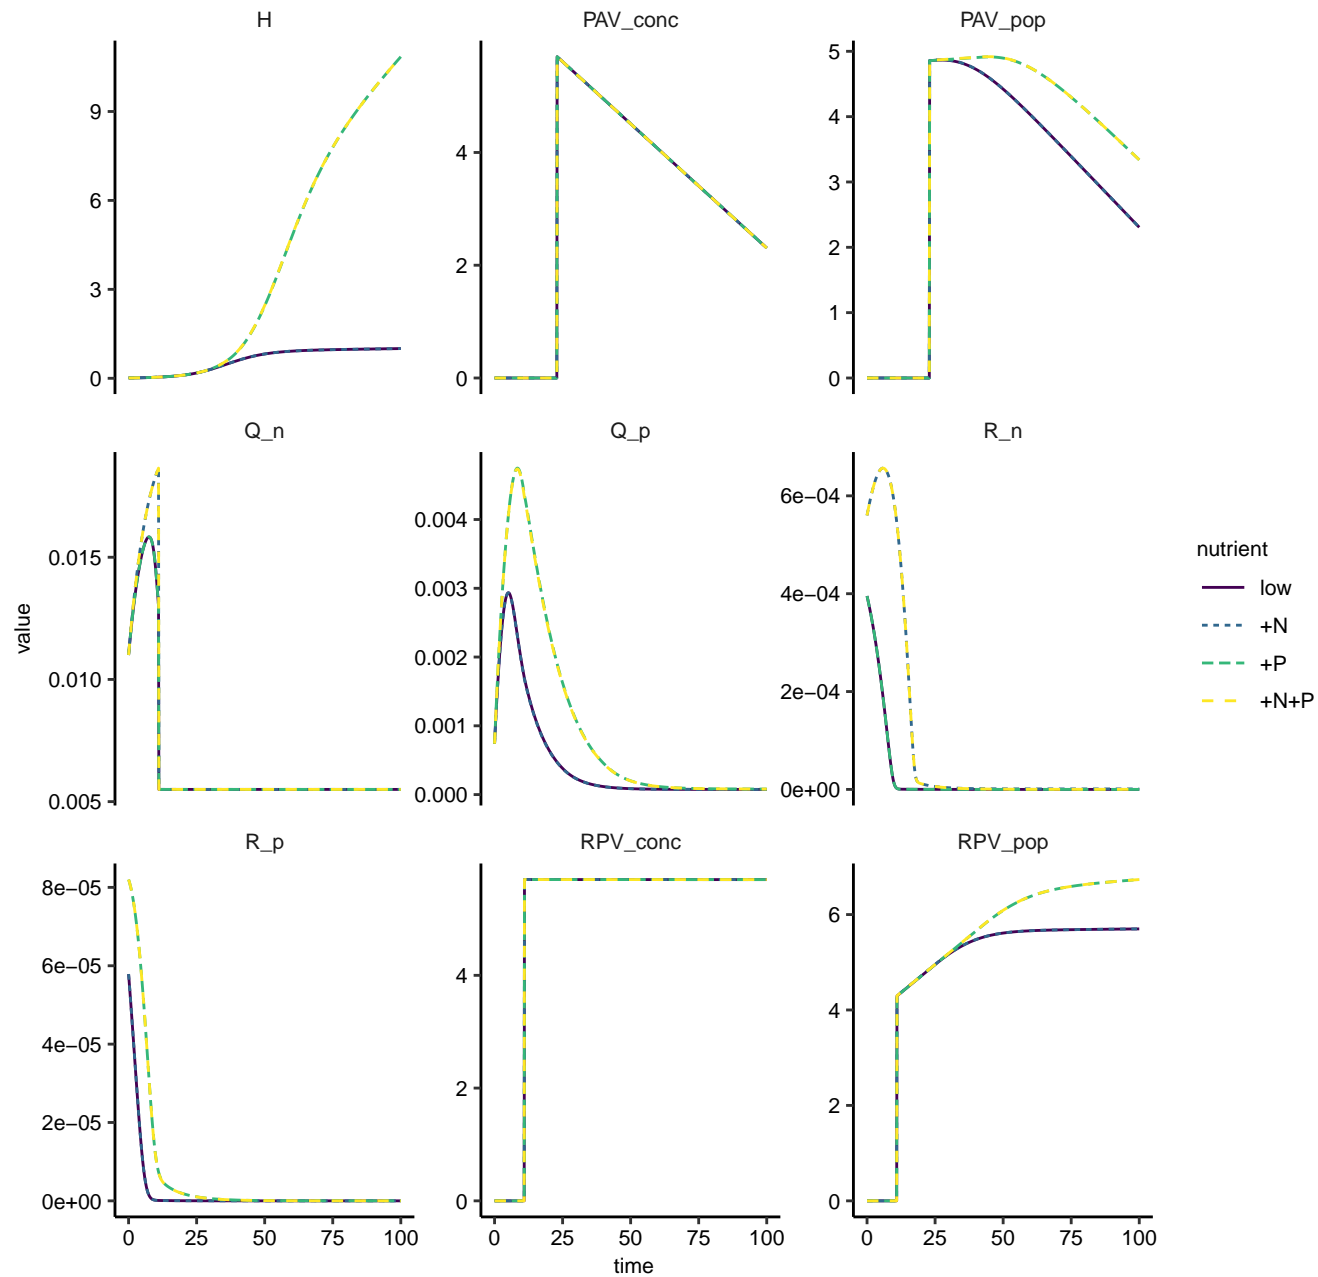 H
PAV_conc
PAV_pop
9
6
3
0
4
2
0
5
4
3
2
1
0
Q_n
Q_p
R_n
0.015
0.010
0.005
0.004
0.003
0.002
0.001
0.000
6e−04
4e−04
2e−04
0e+00
R_p
RPV_conc
RPV_pop
8e−05
6e−05
4e−05
2e−05
0e+00
4
2
0
6
4
2
0
0 25 50 75 100
0 25 50 75 100
0 25 50 75 100
time
value
nutrient
low
+N
+P
+N+P